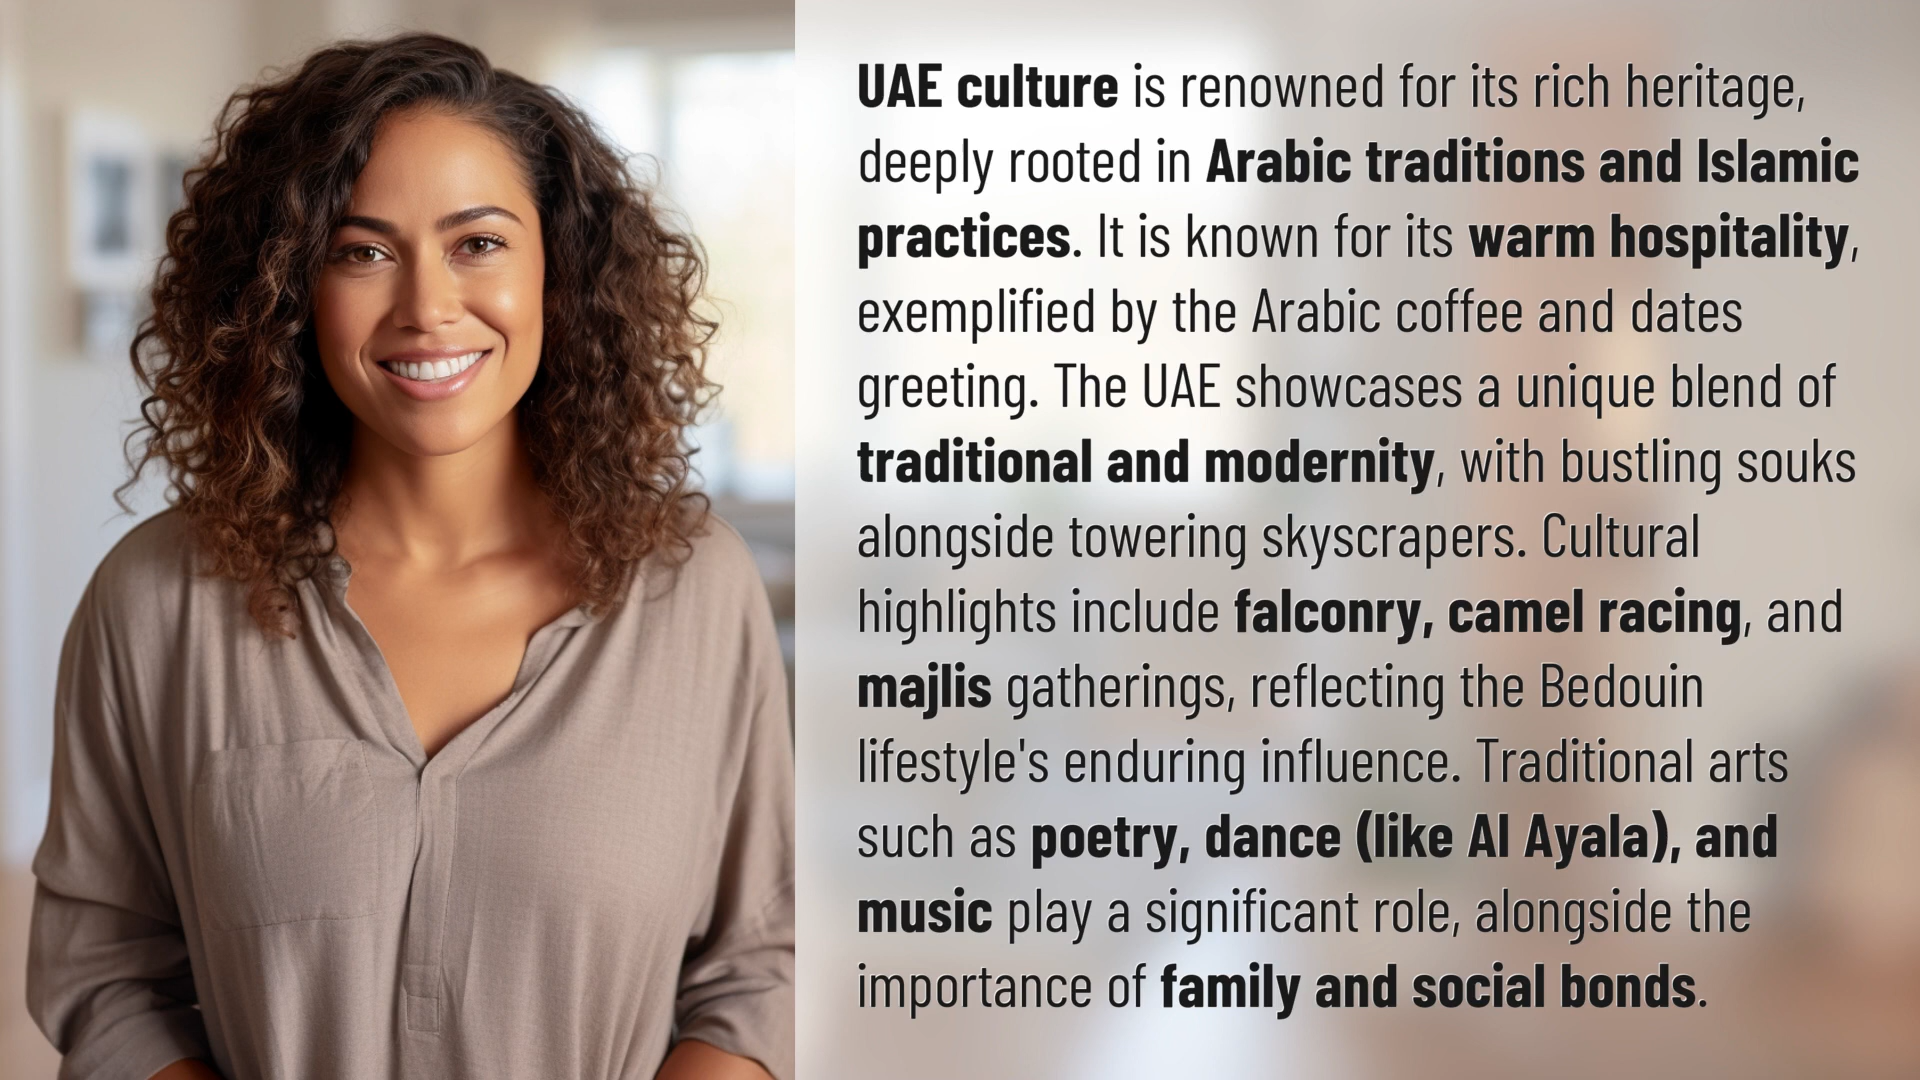 UAE culture is renowned for its rich heritage,
deeply rooted in Arabic traditions and Islamic
practices. It is known for its warm hospitality,
exemplified by the Arabic coffee and dates
greeting. The UAE showcases a unique blend of
traditional and modernity, with bustling souks
alongside towering skyscrapers. Cultural
highlights include falconry, camel racing, and
majlis gatherings, reflecting the Bedouin
lifestyle's enduring influence. Traditional arts
such as poetry, dance (like Al Ayala), and
music play a significant role, alongside the
importance of family and social bonds.